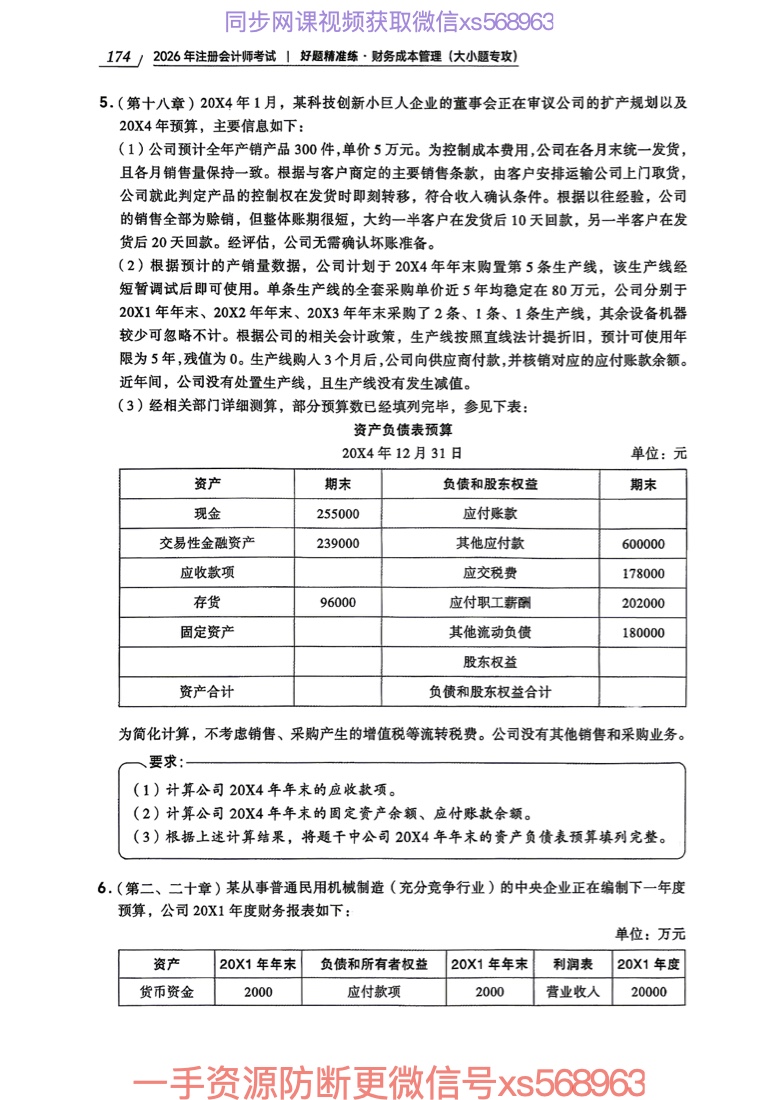 同步网课视频获取微信xs568963
174 / 2026年注册会计师考试 | 好题精准练·财务成本管理（大小题专攻）
5.（第十八章）20X4年1月，某科技创新小巨人企业的董事会正在审议公司的扩产规划以及
20X4年预算，主要信息如下：
（1）公司预计全年产销产品300件，单价5万元。为控制成本费用，公司在各月末统一发货，
且各月销售量保持一致。根据与客户商定的主要销售条款，由客户安排运输公司上门取货，
公司就此判定产品的控制权在发货时即刻转移，符合收入确认条件。根据以往经验，公司
的销售全部为赊销，但整体账期很短，大约一半客户在发货后10天回款，另一半客户在发
货后20天回款。经评估，公司无需确认坏账准备。
（2）根据预计的产销量数据，公司计划于20X4年年末购置第5条生产线，该生产线经
短暂调试后即可使用。单条生产线的全套采购单价近5年均稳定在80万元，公司分别于
20X1年年末、20X2年年末、20X3年年末采购了2条、1条、1条生产线，其余设备机器
较少可忽略不计。根据公司的相关会计政策，生产线按照直线法计提折旧，预计可使用年
限为5年，残值为0。生产线购入3个月后，公司向供应商付款，并核销对应的应付账款余额。
近年间，公司没有处置生产线，且生产线没有发生减值。
（3）经相关部门详细测算，部分预算数已经填列完毕，参见下表：
资产负债表预算
20X4年12月31日 单位：元
资产 期末 负债和股东权益 期末
现金 255000 应付账款
交易性金融资产 239000 其他应付款 600000
应收款项 应交税费 178000
存货 96000 应付职工薪酬 202000
固定资产 其他流动负债 180000
股东权益
资产合计 负债和股东权益合计
为简化计算，不考虑销售、采购产生的增值税等流转税费。公司没有其他销售和采购业务。
要求：
（1）计算公司20X4年年末的应收款项。
（2）计算公司20X4年年末的固定资产余额、应付账款余额。
（3）根据上述计算结果，将题干中公司20X4年年末的资产负债表预算填列完整。
6.（第二、二十章）某从事普通民用机械制造（充分竞争行业）的中央企业正在编制下一年度
预算，公司20X1年度财务报表如下：
单位：万元
资产 20X1年年末 负债和所有者权益 20X1年年末 利润表 20X1年度
货币资金 2000 应付款项 2000 营业收入 20000
一手资源防断更微信号xs568963